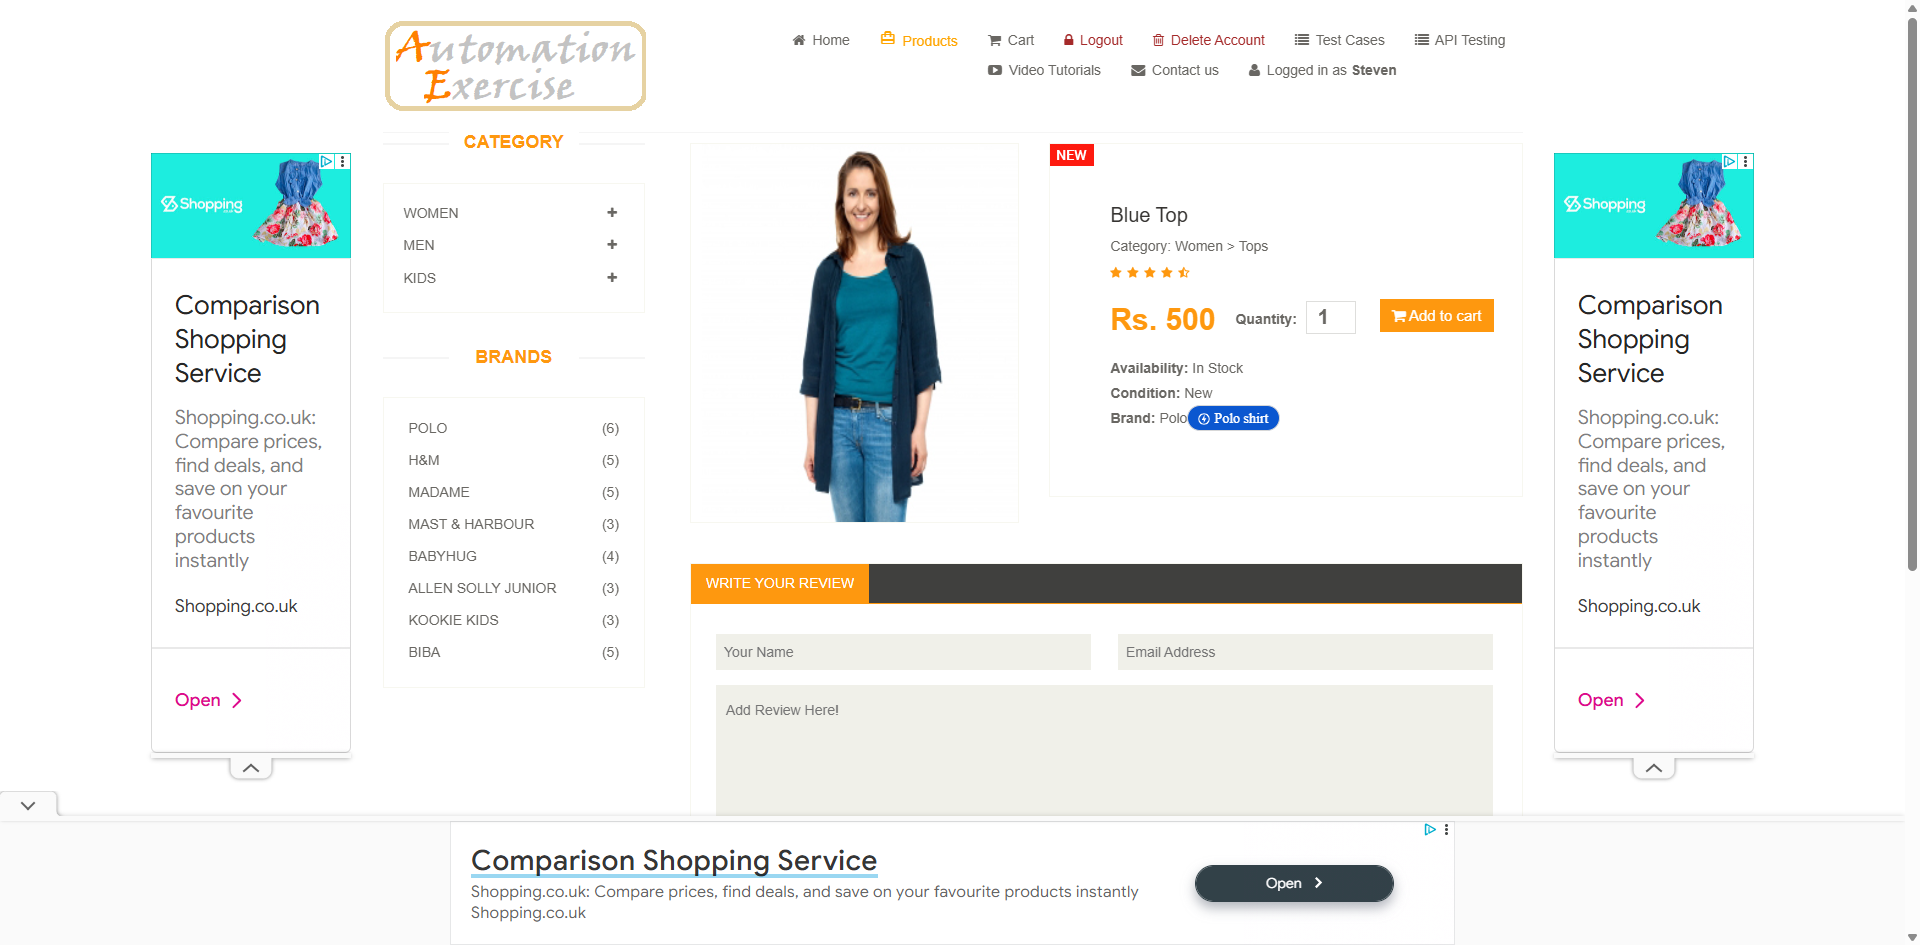 Automation
Exercise
Home
Products
Cart
Logout
Delete Account
Test Cases
API Testing
Video Tutorials
Contact us
Logged in as Steven
CATEGORY
WOMEN
MEN
KIDS
BRANDS
POLO (6)
H&M (5)
MADAME (5)
MAST & HARBOUR (3)
BABYHUG (4)
ALLEN SOLLY JUNIOR (3)
KOOKIE KIDS (3)
BIBA (5)
NEW
Blue Top
Category: Women > Tops
Rs. 500 Quantity: 1 Add to cart
Availability: In Stock
Condition: New
Brand: Polo Polo shirt
WRITE YOUR REVIEW
Your Name
Email Address
Add Review Here!
Shopping
Comparison
Shopping
Service
Shopping.co.uk:
Compare prices,
find deals, and
save on your
favourite
products
instantly
Shopping.co.uk
Open
Shopping
Comparison
Shopping
Service
Shopping.co.uk:
Compare prices,
find deals, and
save on your
favourite
products
instantly
Shopping.co.uk
Open
Comparison Shopping Service
Shopping.co.uk: Compare prices, find deals, and save on your favourite products instantly
Shopping.co.uk
Open